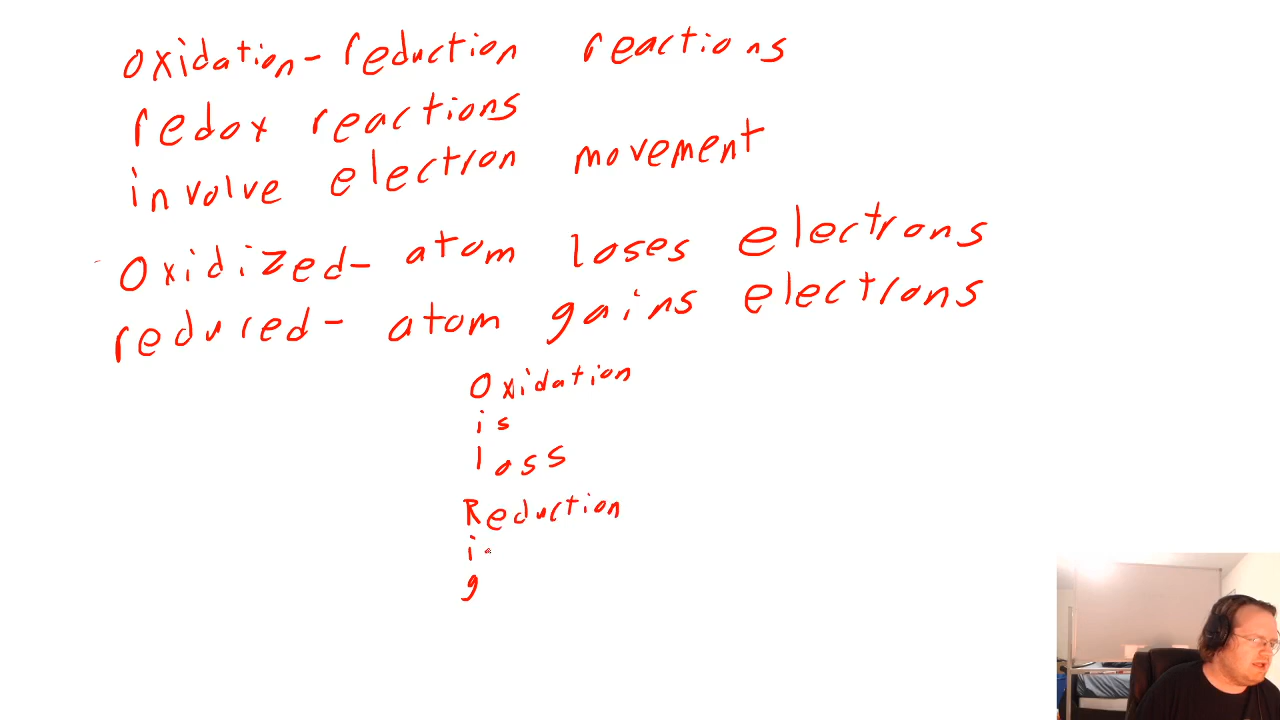 Oxidation-reduction reactions
redox reactions
involve electron movement
Oxidized- atom loses electrons
reduced- atom gains electrons
Oxidation
is
loss
Reduction
i
g